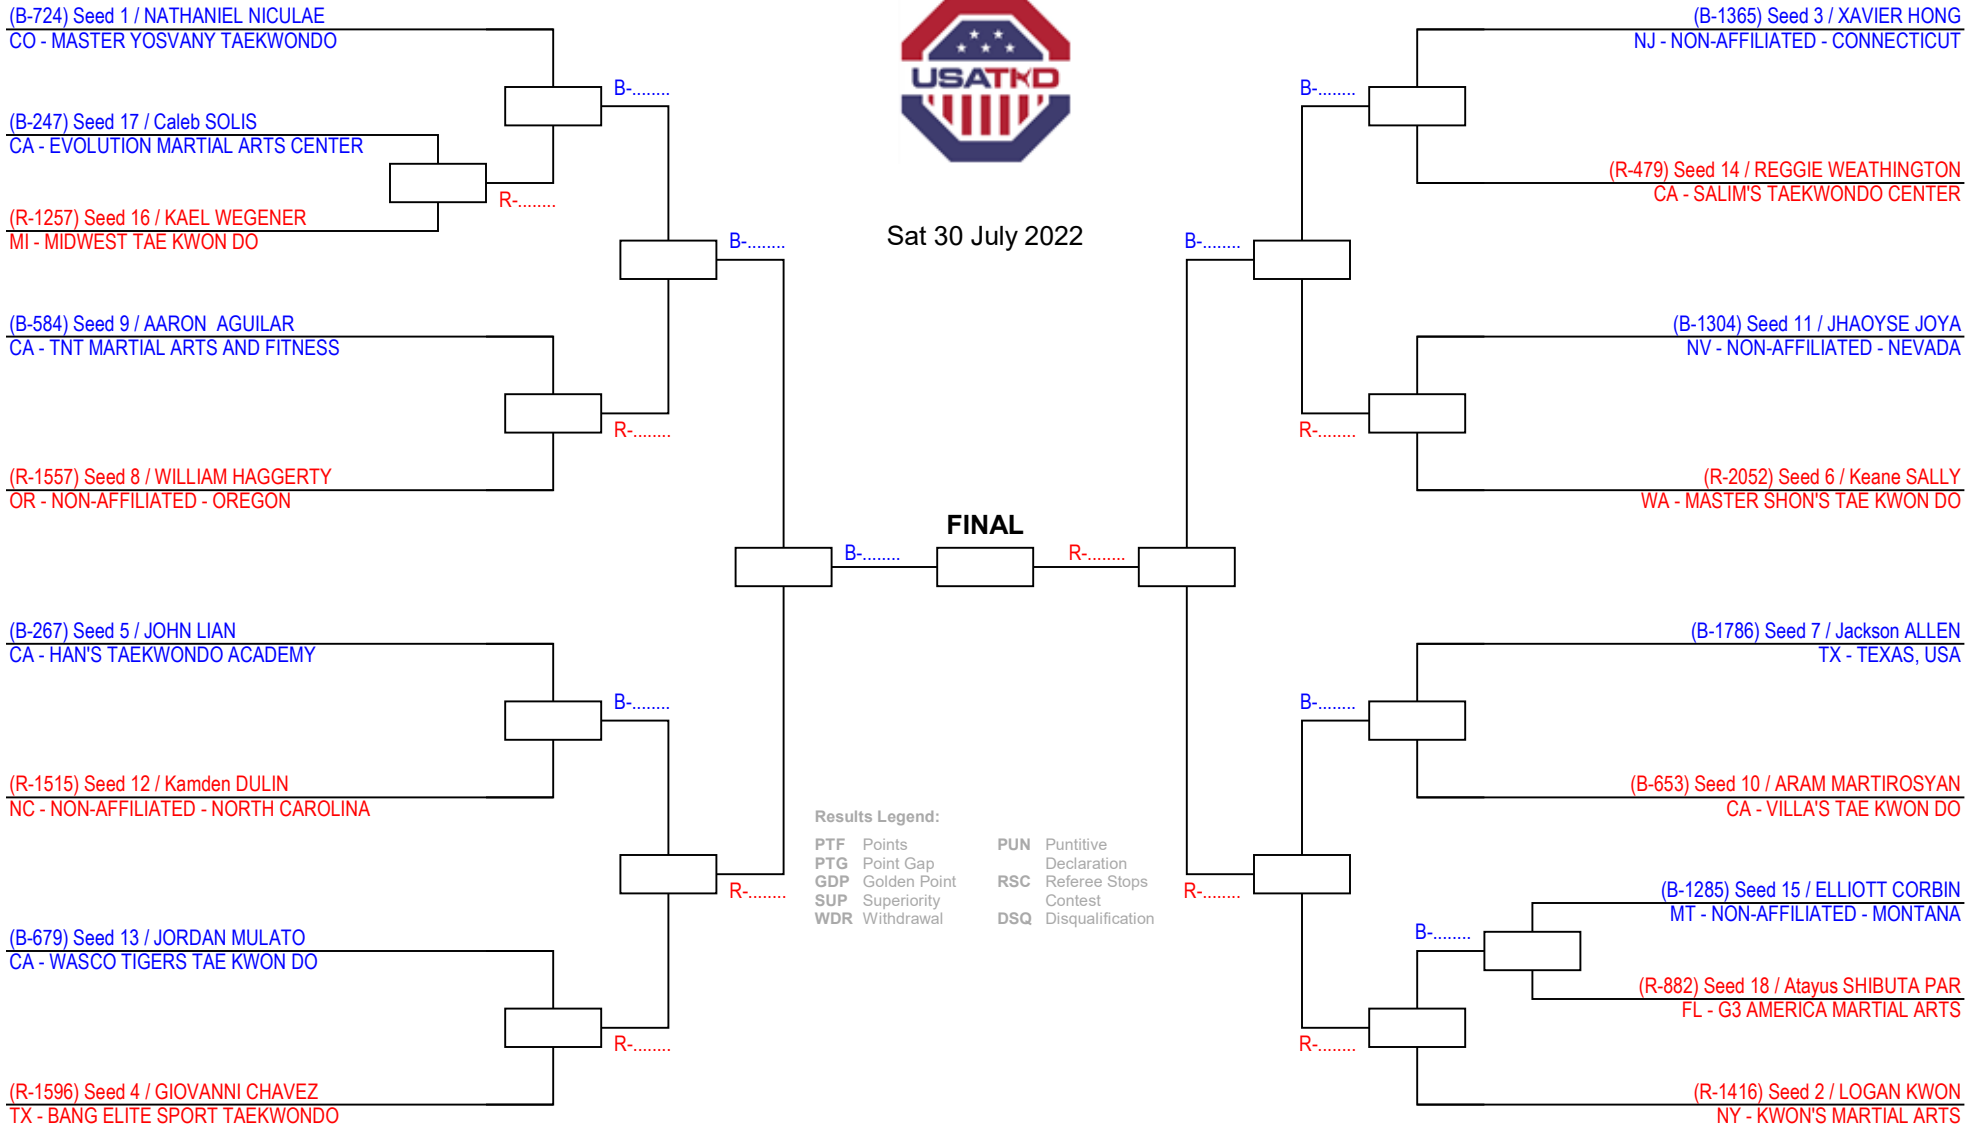 (B-724) Seed 1 / NATHANIEL NICULAE
CO - MASTER YOSVANY TAEKWONDO
B-........
(B-247) Seed 17 / Caleb SOLIS
CA - EVOLUTION MARTIAL ARTS CENTER
R-........
(R-1257) Seed 16 / KAEL WEGENER
MI - MIDWEST TAE KWON DO
B-........
(B-584) Seed 9 / AARON  AGUILAR
CA - TNT MARTIAL ARTS AND FITNESS
R-........
(R-1557) Seed 8 / WILLIAM HAGGERTY
OR - NON-AFFILIATED - OREGON
B-........
(B-267) Seed 5 / JOHN LIAN
CA - HAN'S TAEKWONDO ACADEMY
B-........
(R-1515) Seed 12 / Kamden DULIN
NC - NON-AFFILIATED - NORTH CAROLINA
R-........
(B-679) Seed 13 / JORDAN MULATO
CA - WASCO TIGERS TAE KWON DO
R-........
(R-1596) Seed 4 / GIOVANNI CHAVEZ
TX - BANG ELITE SPORT TAEKWONDO
USATKD
Sat 30 July 2022
FINAL
Results Legend:
PTF Points
PTG Point Gap
GDP Golden Point
SUP Superiority
WDR Withdrawal
PUN Puntitive
Declaration
RSC Referee Stops
Contest
DSQ Disqualification
(B-1365) Seed 3 / XAVIER HONG
NJ - NON-AFFILIATED - CONNECTICUT
B-........
(R-479) Seed 14 / REGGIE WEATHINGTON
CA - SALIM'S TAEKWONDO CENTER
B-........
(B-1304) Seed 11 / JHAOYSE JOYA
NV - NON-AFFILIATED - NEVADA
R-........
(R-2052) Seed 6 / Keane SALLY
WA - MASTER SHON'S TAE KWON DO
R-........
(B-1786) Seed 7 / Jackson ALLEN
TX - TEXAS, USA
B-........
(B-653) Seed 10 / ARAM MARTIROSYAN
CA - VILLA'S TAE KWON DO
R-........
(B-1285) Seed 15 / ELLIOTT CORBIN
MT - NON-AFFILIATED - MONTANA
B-........
(R-882) Seed 18 / Atayus SHIBUTA PAR
FL - G3 AMERICA MARTIAL ARTS
R-........
(R-1416) Seed 2 / LOGAN KWON
NY - KWON'S MARTIAL ARTS